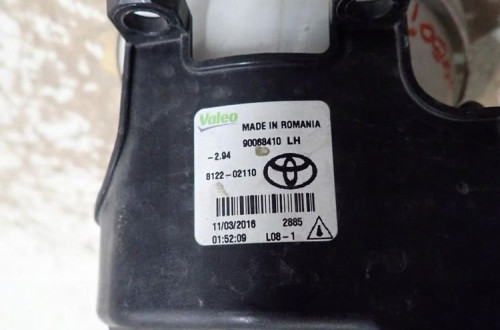 Valeo MADE IN ROMANIA
90068410 LH
-2.94
8122-02110
11/03/2016 2885
01:52:09 L08-1